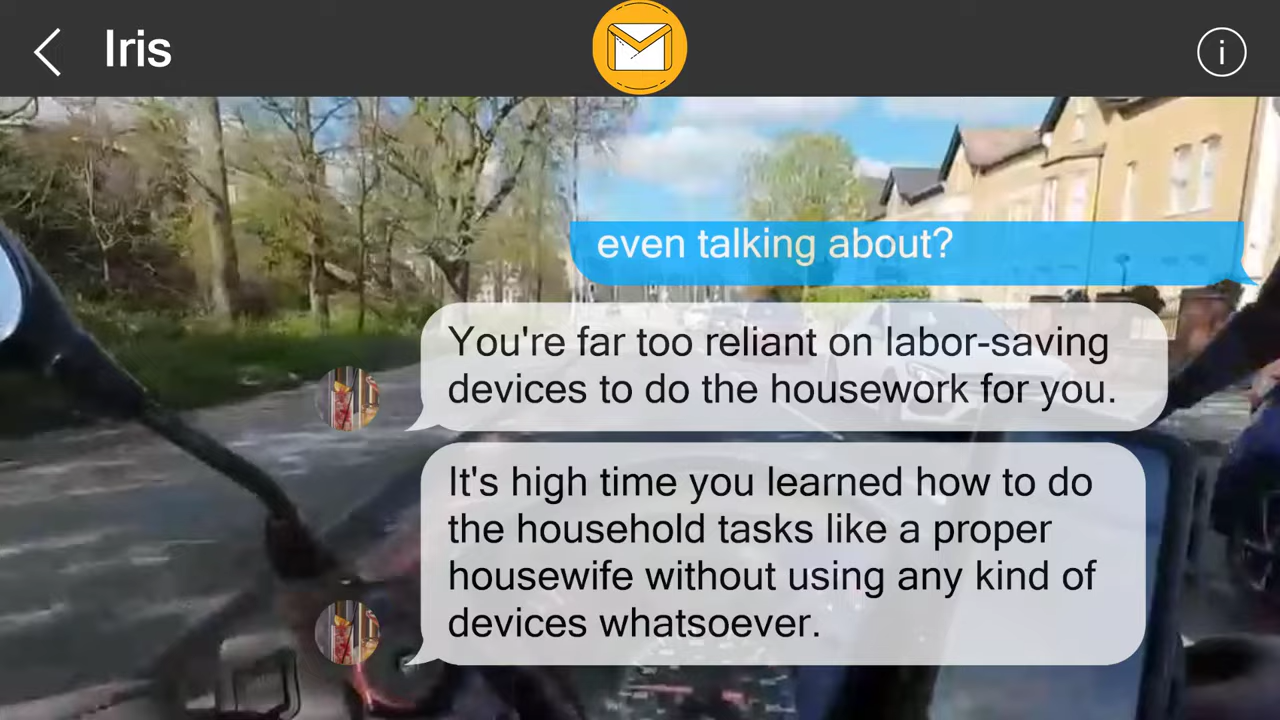 Iris
i
even talking about?
You're far too reliant on labor-saving
devices to do the housework for you.
It's high time you learned how to do
the household tasks like a proper
housewife without using any kind of
devices whatsoever.